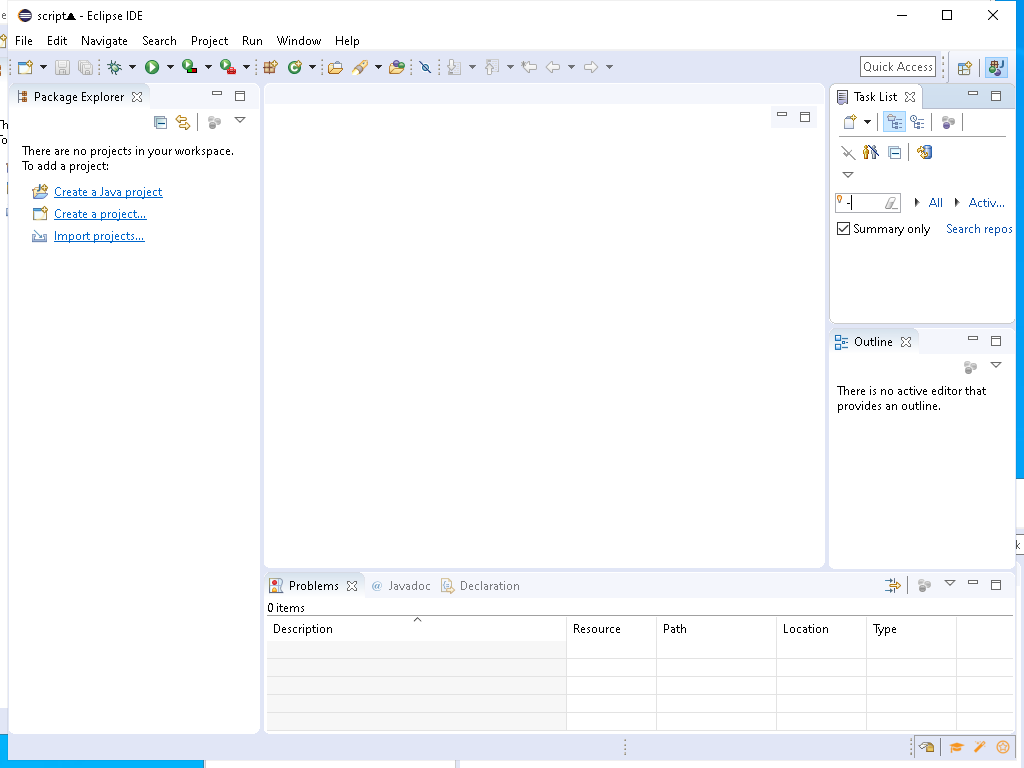 script▲ - Eclipse IDE
File Edit Navigate Search Project Run Window Help
Quick Access
Package Explorer
There are no projects in your workspace.
To add a project:
Create a Java project
Create a project...
Import projects...
Task List
All Activ...
Summary only Search repos
Outline
There is no active editor that
provides an outline.
Problems @ Javadoc Declaration
0 items
Description Resource Path Location Type